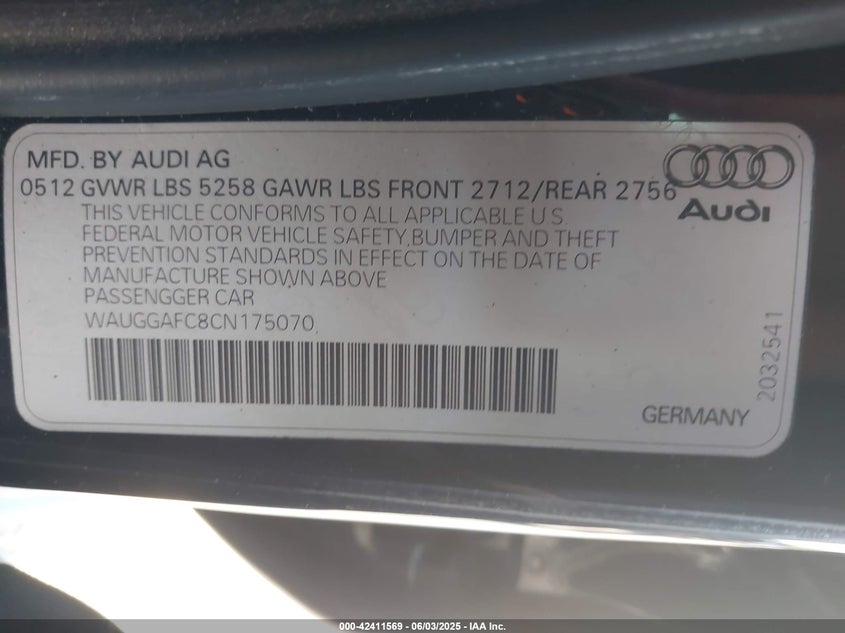 MFD. BY AUDI AG
0512 GVWR LBS 5258 GAWR LBS FRONT 2712/REAR 2756
Audi
THIS VEHICLE CONFORMS TO ALL APPLICABLE U.S.
FEDERAL MOTOR VEHICLE SAFETY,BUMPER AND THEFT
PREVENTION STANDARDS IN EFFECT ON THE DATE OF
MANUFACTURE SHOWN ABOVE
PASSENGGER CAR
WAUGGAFC8CN175070
2032541
GERMANY
000-42411569 - 06/03/2025 - IAA Inc.